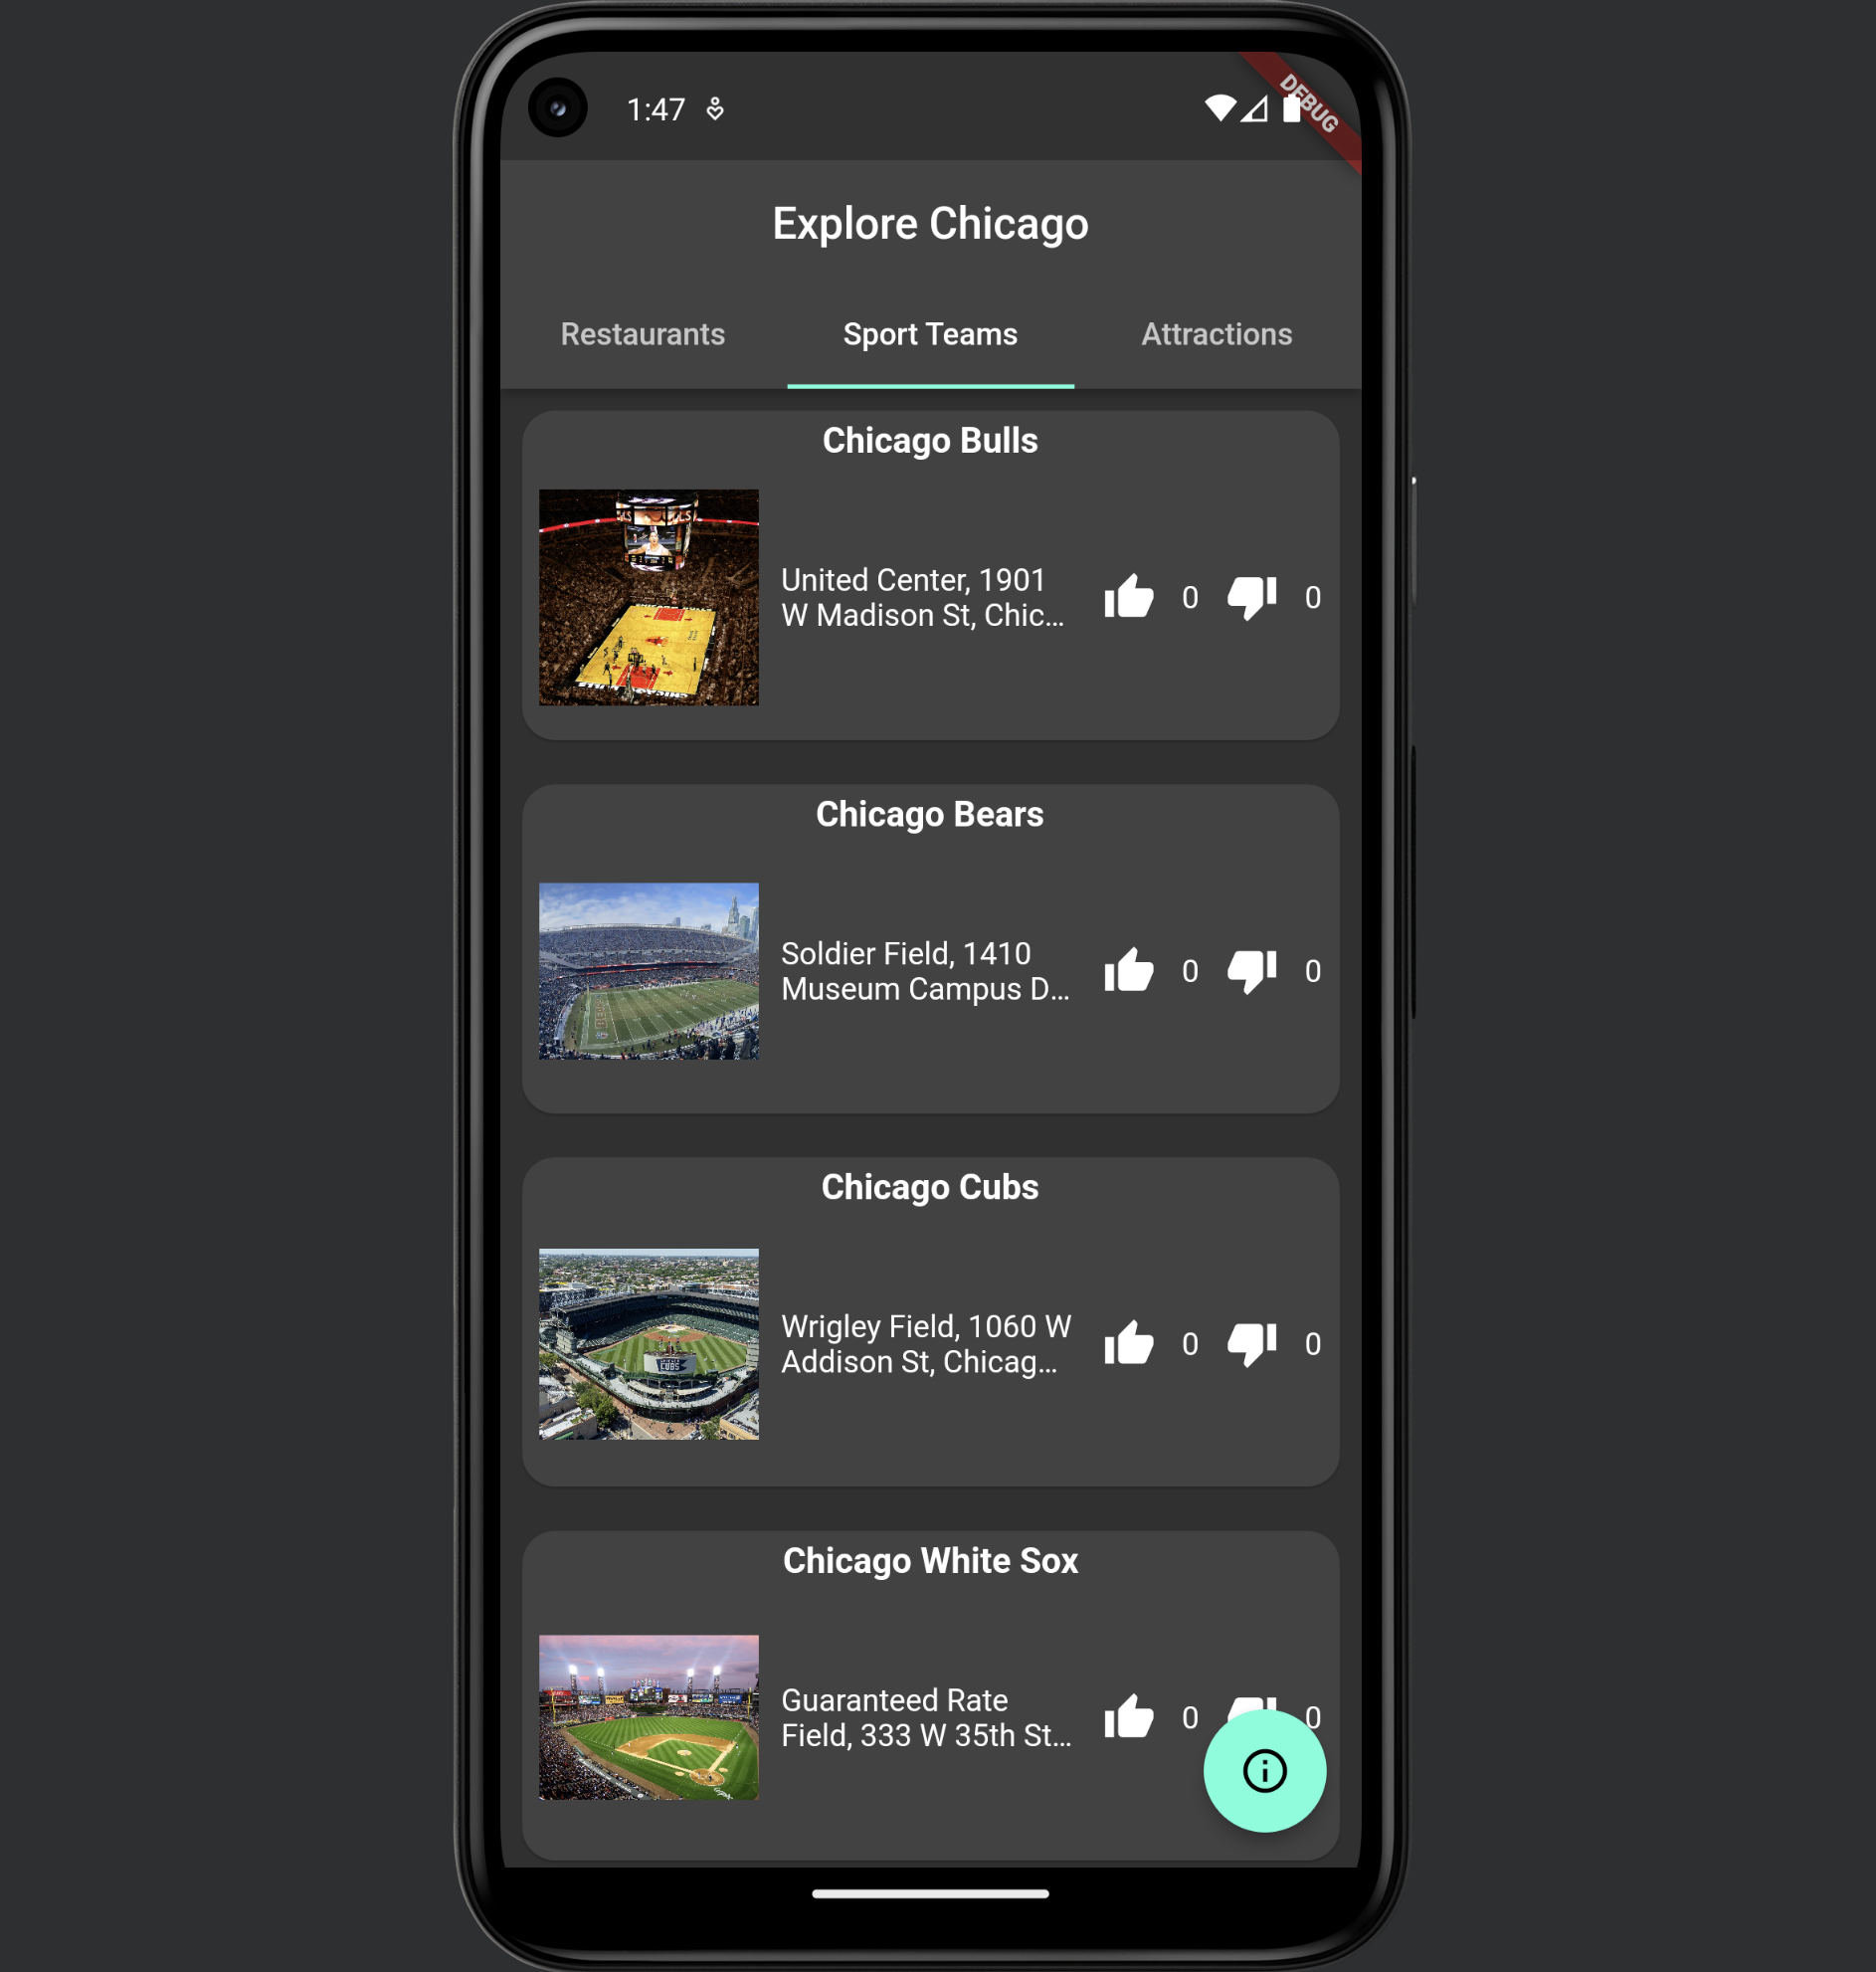 1:47
DEBUG
Explore Chicago
Restaurants Sport Teams Attractions
Chicago Bulls
United Center, 1901
W Madison St, Chic...
0 0
Chicago Bears
Soldier Field, 1410
Museum Campus D...
0 0
Chicago Cubs
CUBS
Wrigley Field, 1060 W
Addison St, Chicag...
0 0
Chicago White Sox
Guaranteed Rate
Field, 333 W 35th St...
0 0